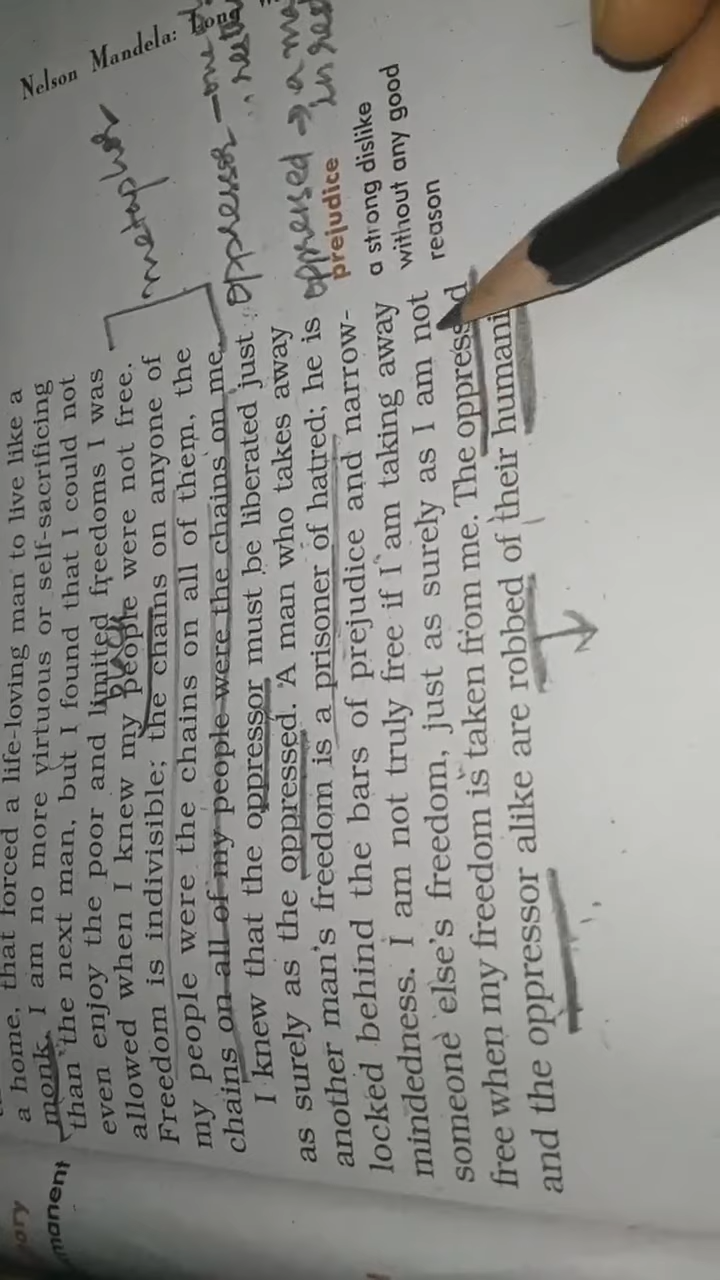 Nelson Mandela: Long W
a home, that forced a life-loving man to live like a
monk. I am no more virtuous or self-sacrificing
than the next man, but I found that I could not
even enjoy the poor and limited freedoms I was
allowed when I knew my people were not free.
Black
Freedom is indivisible; the chains on anyone of
my people were the chains on all of them, the
chains on all of my people were the chains on me.
I knew that the oppressor must be liberated just
as surely as the oppressed. A man who takes away
another man's freedom is a prisoner of hatred; he is
locked behind the bars of prejudice and narrow-
mindedness. I am not truly free if I am taking away
someone else's freedom, just as surely as I am not
free when my freedom is taken from me. The oppressed
and the oppressor alike are robbed of their humani
metaphor
oppressor — one
oppressed → a ma
prejudice
a strong dislike
without any good
reason
ory
manent